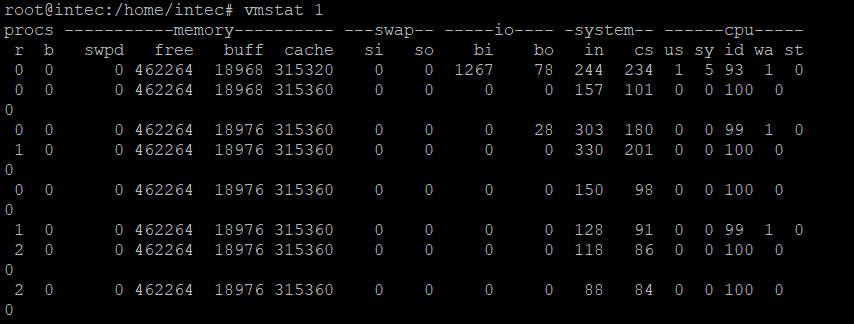 root@intec:/home/intec# vmstat 1
procs -----------memory---------- ---swap-- -----io---- -system-- ------cpu-----
 r  b   swpd   free   buff  cache   si   so    bi    bo   in   cs us sy id wa st
 0  0      0 462264  18968 315320    0    0  1267    78  244  234  1  5 93  1  0
 0  0      0 462264  18968 315360    0    0     0     0  157  101  0  0 100  0
0
 0  0      0 462264  18976 315360    0    0     0    28  303  180  0  0 99  1  0
 1  0      0 462264  18976 315360    0    0     0     0  330  201  0  0 100  0
0
 0  0      0 462264  18976 315360    0    0     0     0  150   98  0  0 100  0
0
 1  0      0 462264  18976 315360    0    0     0     0  128   91  0  0 99  1  0
 2  0      0 462264  18976 315360    0    0     0     0  118   86  0  0 100  0
0
 2  0      0 462264  18976 315360    0    0     0     0   88   84  0  0 100  0
0